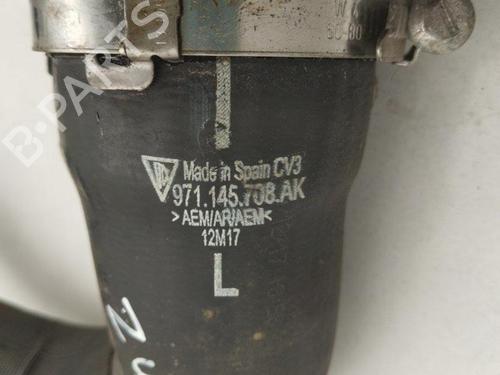 B-PARTS
W
Made in Spain CV3
971.145.708.AK
>AEM/AR/AEM<
12M17
L
Z